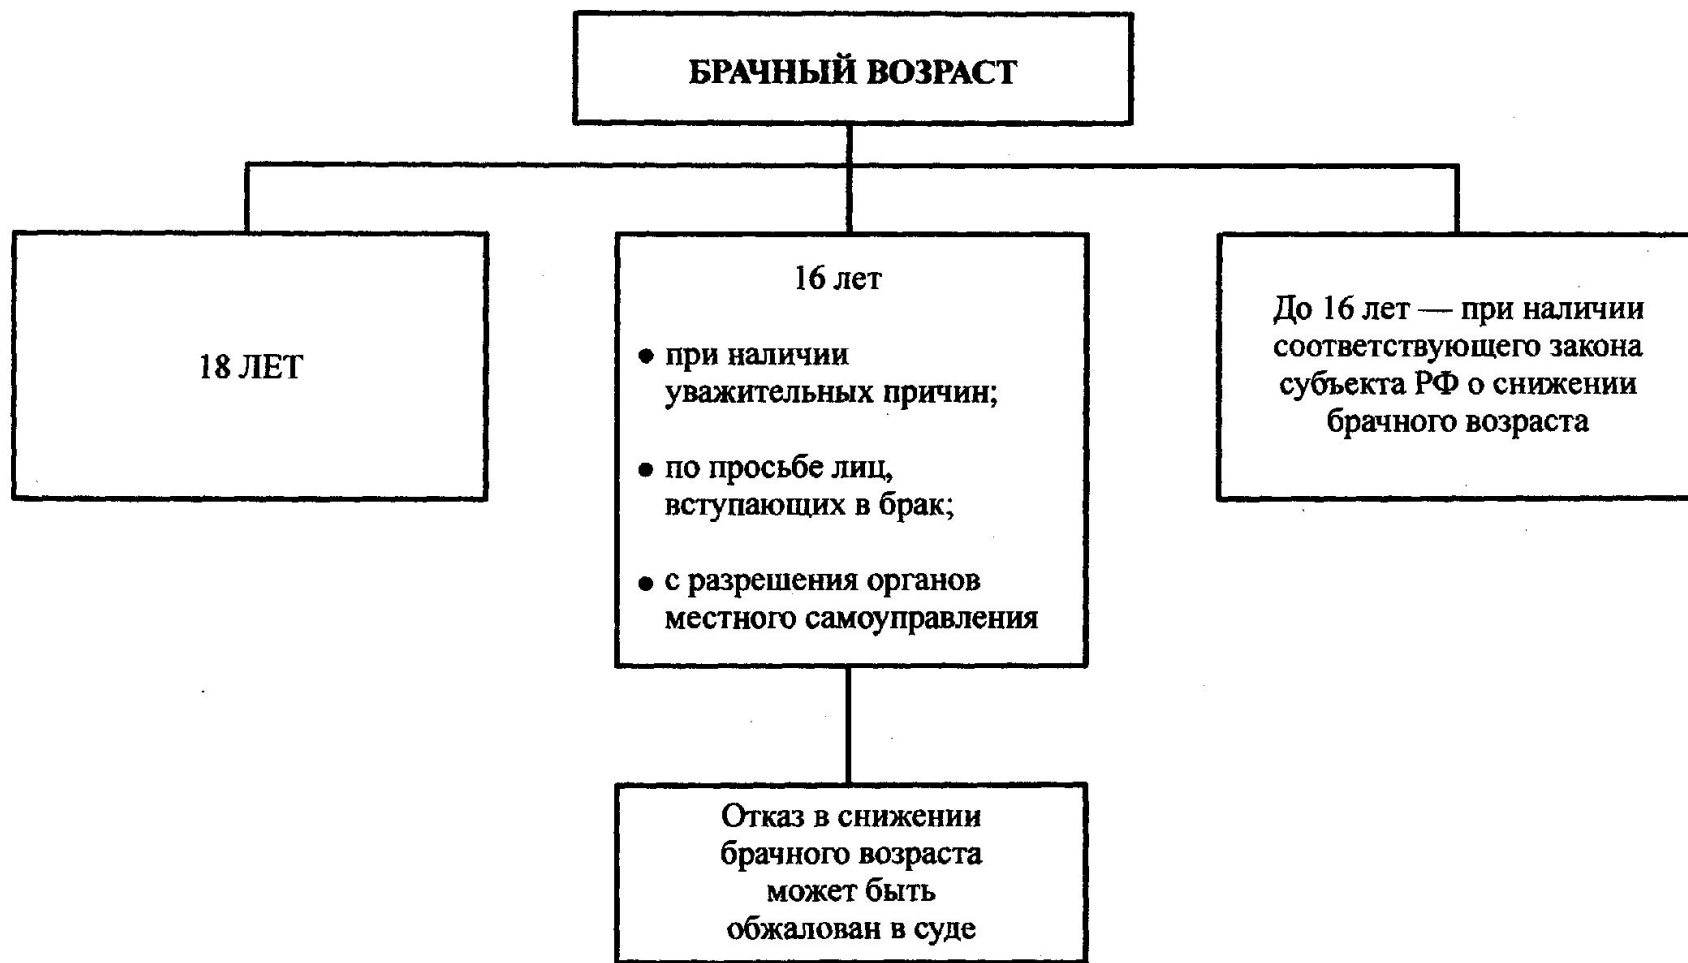 БРАЧНЫЙ ВОЗРАСТ
18 ЛЕТ
16 лет
● при наличии
уважительных причин;
● по просьбе лиц,
вступающих в брак;
● с разрешения органов
местного самоуправления
До 16 лет — при наличии
соответствующего закона
субъекта РФ о снижении
брачного возраста
Отказ в снижении
брачного возраста
может быть
обжалован в суде